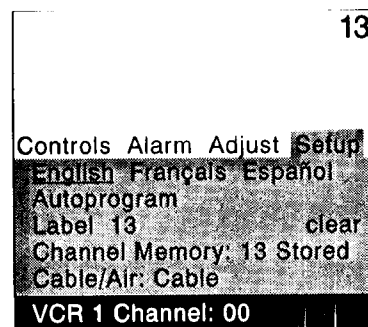 13
Controls Alarm Adjust Setup
English Français Español
Autoprogram
Label 13 clear
Channel Memory: 13 Stored
Cable/Air: Cable
VCR 1 Channel: 00